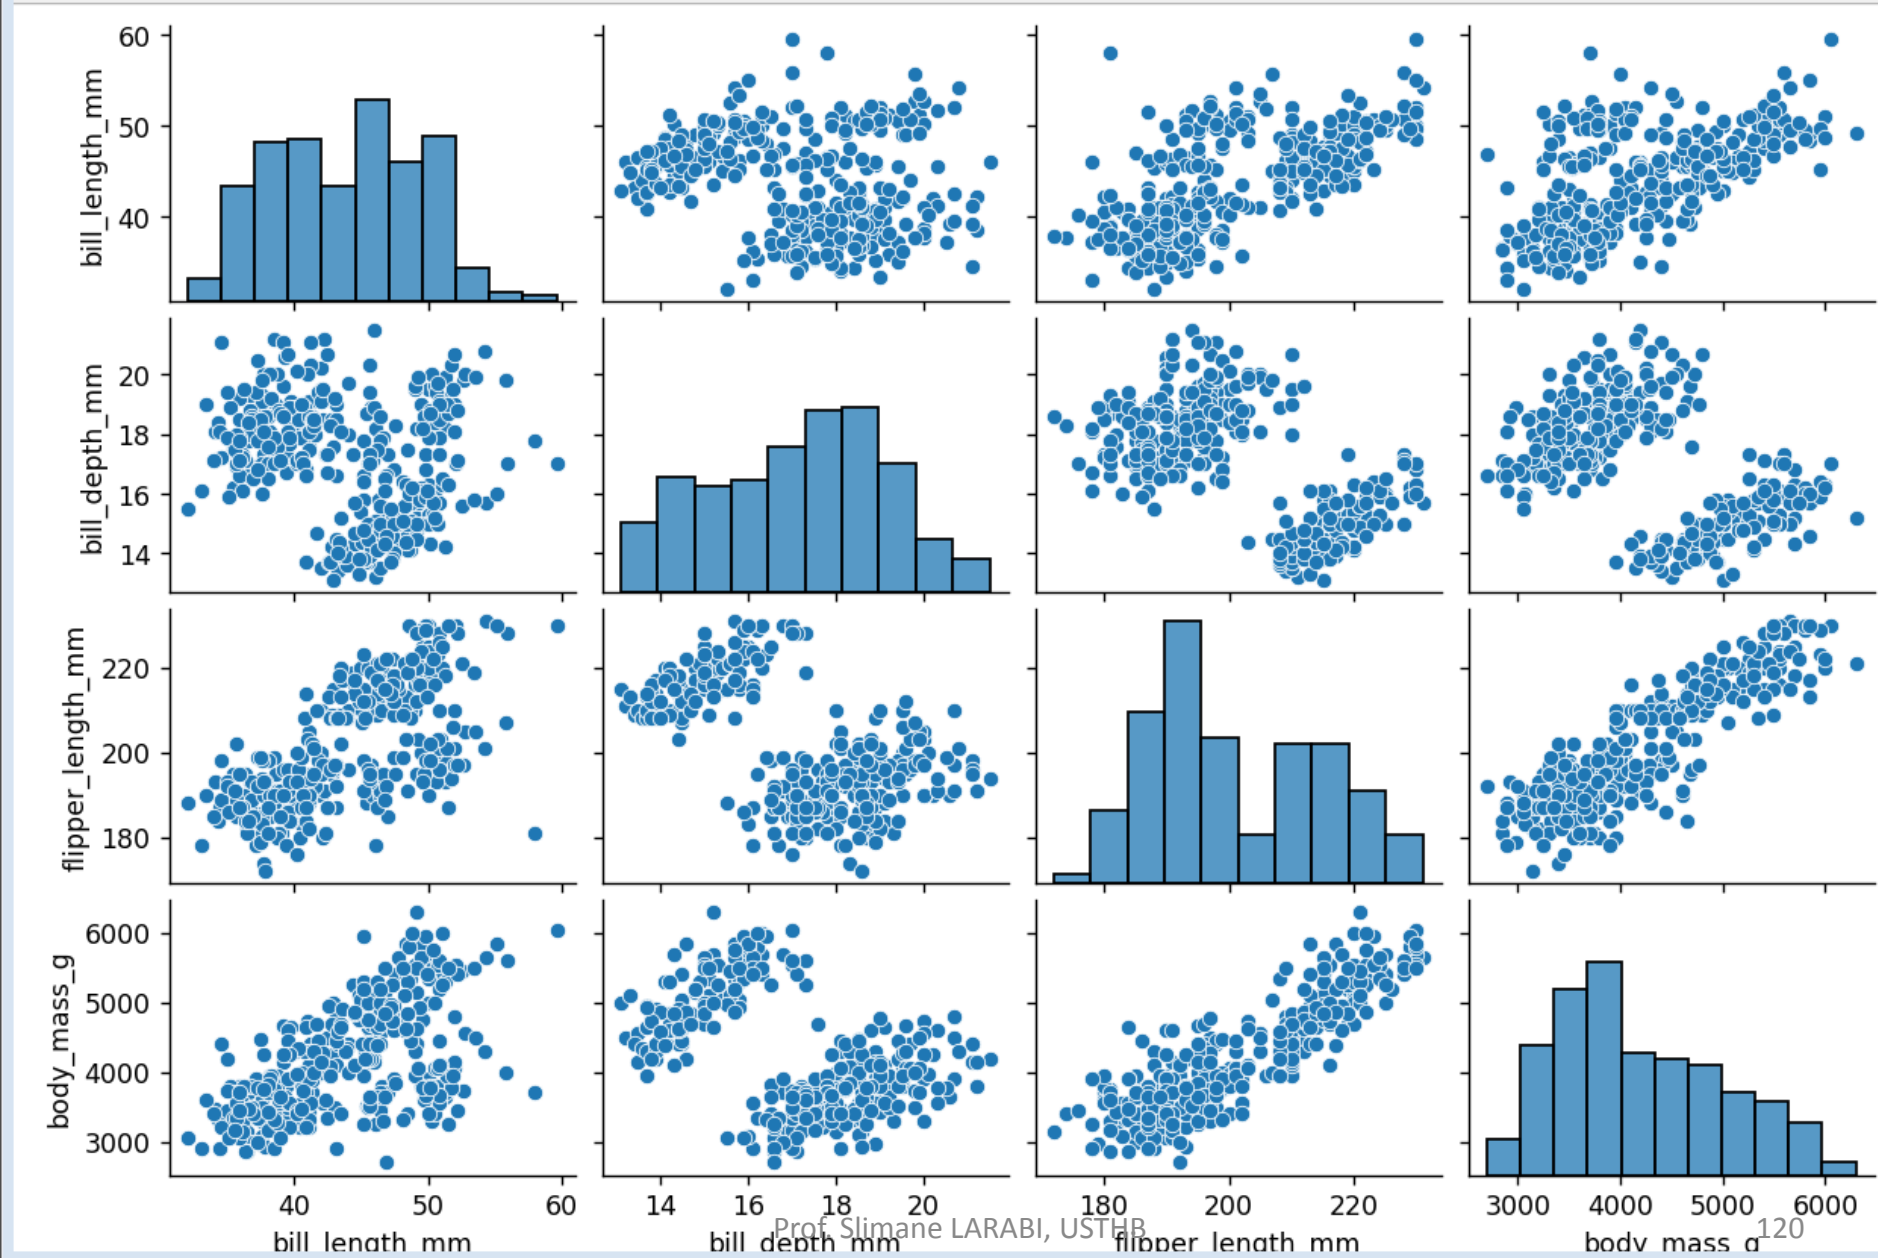 60
50
40
bill_length_mm
20
18
16
14
bill_depth_mm
220
200
180
flipper_length_mm
6000
5000
4000
3000
body_mass_g
40 50 60
14 16 18 20
180 200 220
3000 4000 5000 6000
bill_length_mm
bill_depth_mm
flipper_length_mm
body_mass_g
Prof. Slimane LARABI, USTHB
120